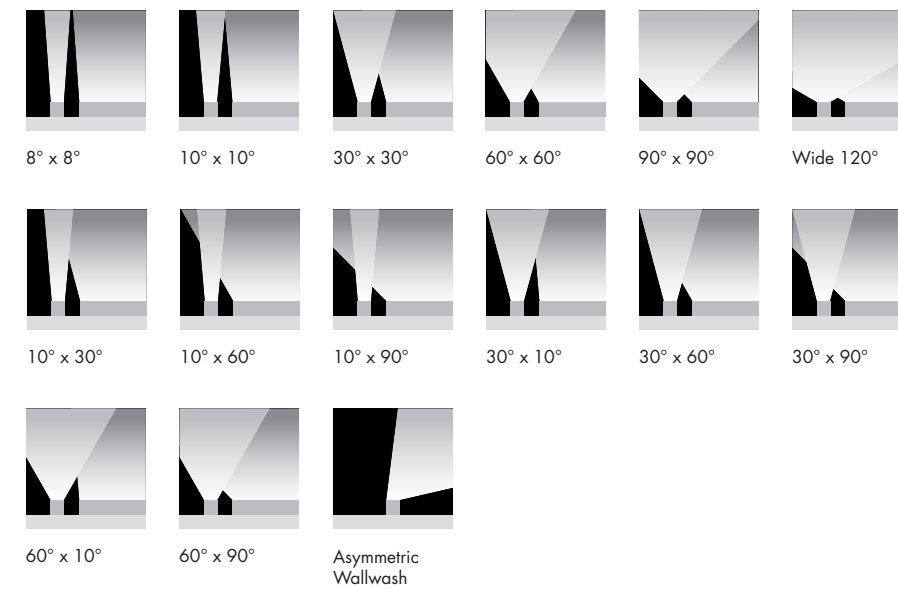 8° x 8°
10° x 10°
30° x 30°
60° x 60°
90° x 90°
Wide 120°
10° x 30°
10° x 60°
10° x 90°
30° x 10°
30° x 60°
30° x 90°
60° x 10°
60° x 90°
Asymmetric
Wallwash